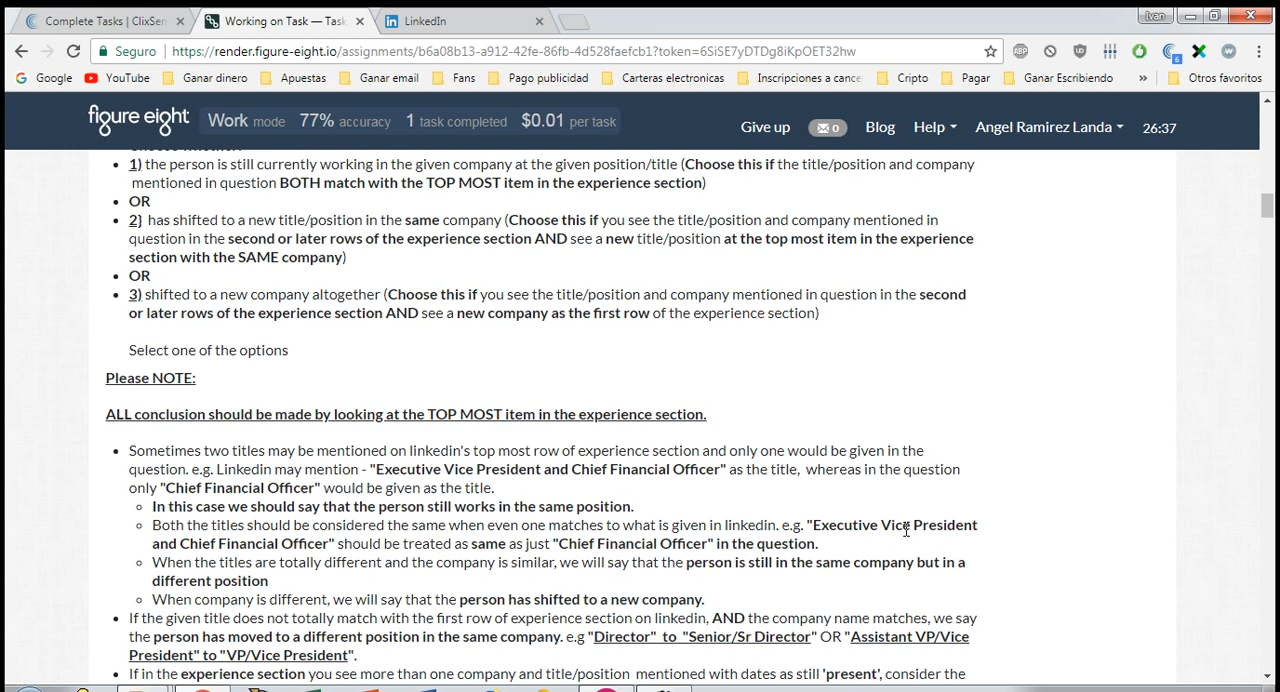 Complete Tasks | ClixSen
Working on Task — Task
LinkedIn
ivan
Seguro
https://render.figure-eight.io/assignments/b6a08b13-a912-42fe-86fb-4d528faefcb1?token=6SiSE7yDTDg8iKpOET32hw
ABP
6
Google
YouTube
Ganar dinero
Apuestas
Ganar email
Fans
Pago publicidad
Carteras electronicas
Inscripciones a cance
Cripto
Pagar
Ganar Escribiendo
»
Otros favoritos
figure eight
Work mode 77% accuracy 1 task completed $0.01 per task
Give up
0
Blog
Help
Angel Ramirez Landa
26:37
• 1) the person is still currently working in the given company at the given position/title (Choose this if the title/position and company
mentioned in question BOTH match with the TOP MOST item in the experience section)
• OR
• 2} has shifted to a new title/position in the same company (Choose this if you see the title/position and company mentioned in
question in the second or later rows of the experience section AND see a new title/position at the top most item in the experience
section with the SAME company)
• OR
• 3) shifted to a new company altogether (Choose this if you see the title/position and company mentioned in question in the second
or later rows of the experience section AND see a new company as the first row of the experience section)
Select one of the options
Please NOTE:
ALL conclusion should be made by looking at the TOP MOST item in the experience section.
• Sometimes two titles may be mentioned on linkedin's top most row of experience section and only one would be given in the
question. e.g. Linkedin may mention - "Executive Vice President and Chief Financial Officer" as the title, whereas in the question
only "Chief Financial Officer" would be given as the title.
◦ In this case we should say that the person still works in the same position.
◦ Both the titles should be considered the same when even one matches to what is given in linkedin. e.g. "Executive Vice President
and Chief Financial Officer" should be treated as same as just "Chief Financial Officer" in the question.
◦ When the titles are totally different and the company is similar, we will say that the person is still in the same company but in a
different position
◦ When company is different, we will say that the person has shifted to a new company.
• If the given title does not totally match with the first row of experience section on linkedin, AND the company name matches, we say
the person has moved to a different position in the same company. e.g "Director" to "Senior/Sr Director" OR "Assistant VP/Vice
President" to "VP/Vice President".
• If in the experience section you see more than one company and title/position mentioned with dates as still 'present', consider the